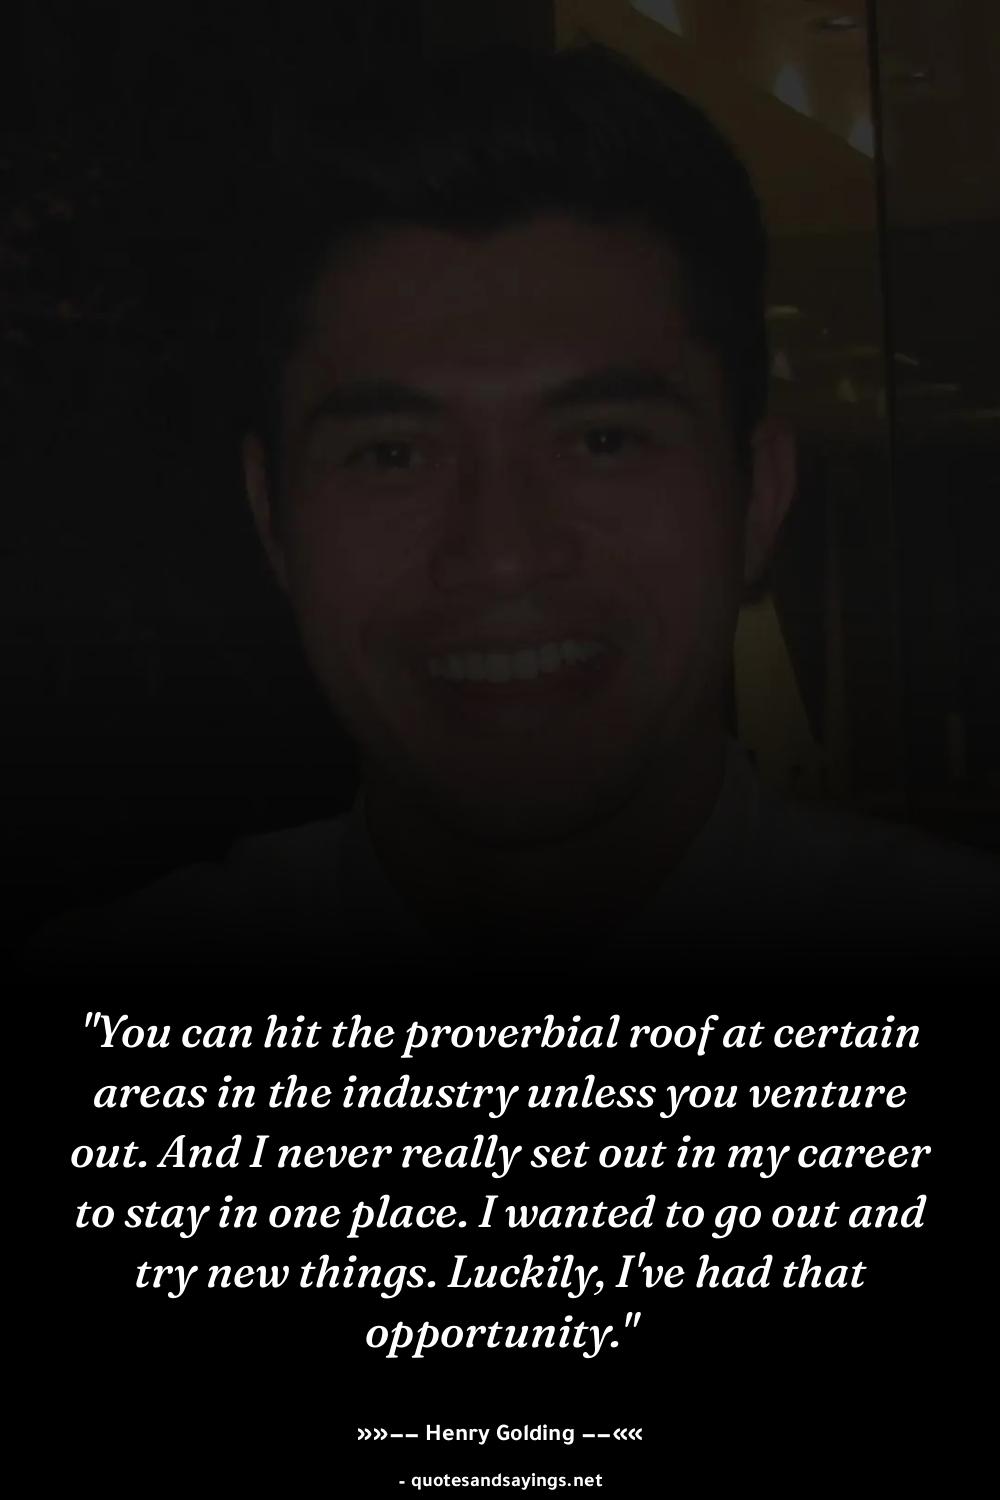 "You can hit the proverbial roof at certain
areas in the industry unless you venture
out. And I never really set out in my career
to stay in one place. I wanted to go out and
try new things. Luckily, I've had that
opportunity."
»»−− Henry Golding −−««
- quotesandsayings.net